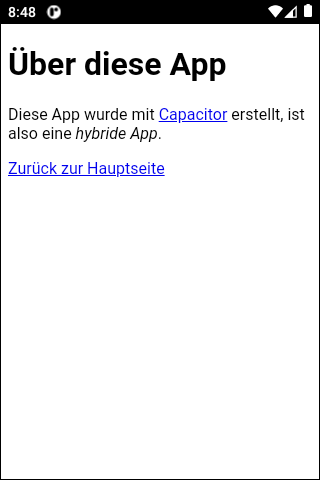 8:48
Über diese App
Diese App wurde mit Capacitor erstellt, ist
also eine hybride App.
Zurück zur Hauptseite